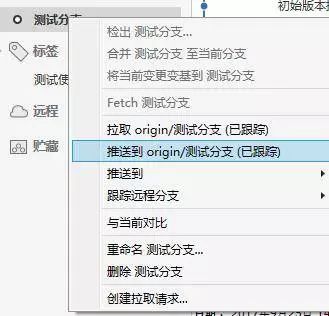 测试分支
初始版本提
标签
测试使
远程
贮藏
检出 测试分支...
合并 测试分支 至当前分支
将当前变更变基到 测试分支
Fetch 测试分支
拉取 origin/测试分支 (已跟踪)
推送到 origin/测试分支 (已跟踪)
推送到
跟踪远程分支
与当前对比
重命名 测试分支...
删除 测试分支
创建拉取请求...